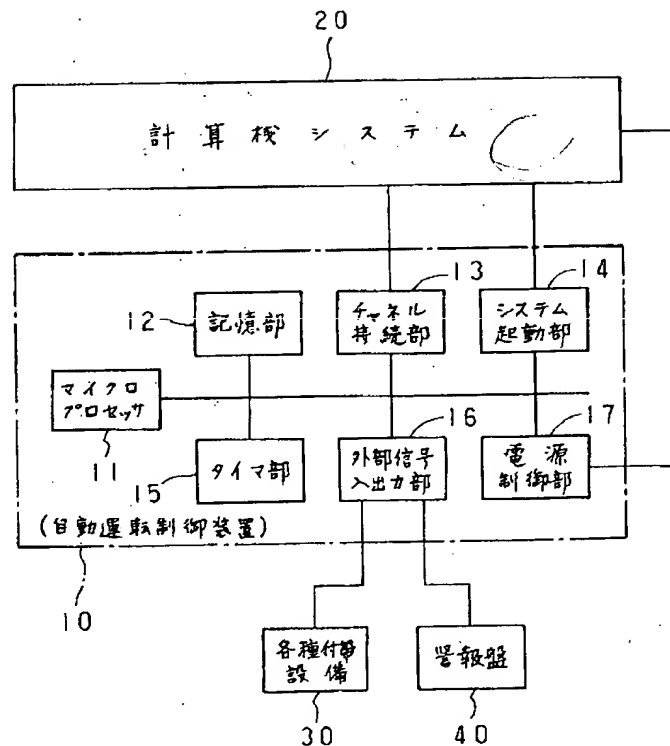 20
計算機システム
13
14
12
記憶部
チャネル
接続部
システム
起動部
マイクロ
プロセッサ
11
16
17
15
タイマ部
外部信号
入出力部
電源
制御部
(自動運転制御装置)
10
各種付帯
設備
警報盤
30
40